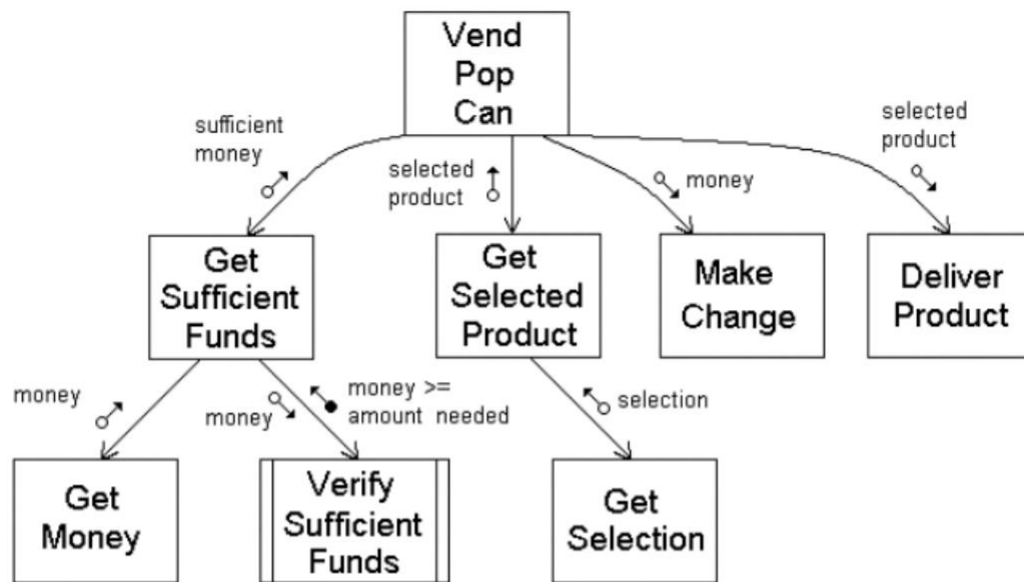 Vend
Pop
Can
sufficient
money
selected
product
money
selected
product
Get
Sufficient
Funds
Get
Selected
Product
Make
Change
Deliver
Product
money
money
money >=
amount needed
selection
Get
Money
Verify
Sufficient
Funds
Get
Selection